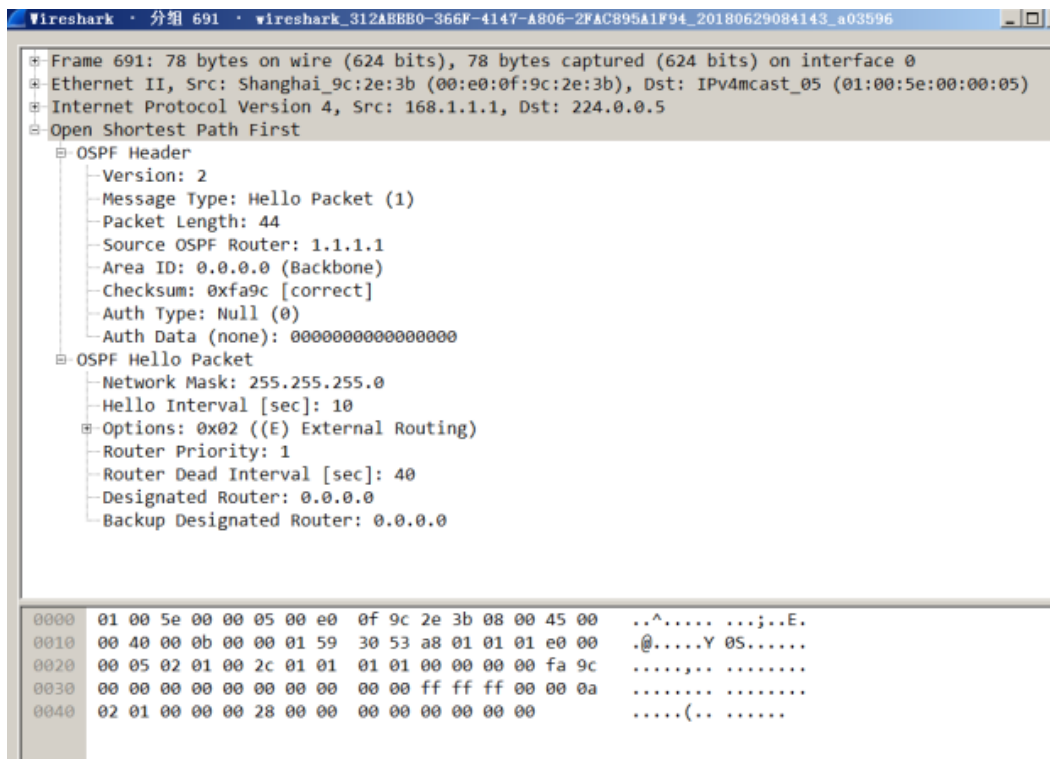 Wireshark · 分组 691 · wireshark_312ABBB0-366F-4147-A806-2FAC895A1F94_20180629084143_a03596
Frame 691: 78 bytes on wire (624 bits), 78 bytes captured (624 bits) on interface 0
Ethernet II, Src: Shanghai_9c:2e:3b (00:e0:0f:9c:2e:3b), Dst: IPv4mcast_05 (01:00:5e:00:00:05)
Internet Protocol Version 4, Src: 168.1.1.1, Dst: 224.0.0.5
Open Shortest Path First
OSPF Header
Version: 2
Message Type: Hello Packet (1)
Packet Length: 44
Source OSPF Router: 1.1.1.1
Area ID: 0.0.0.0 (Backbone)
Checksum: 0xfa9c [correct]
Auth Type: Null (0)
Auth Data (none): 0000000000000000
OSPF Hello Packet
Network Mask: 255.255.255.0
Hello Interval [sec]: 10
Options: 0x02 ((E) External Routing)
Router Priority: 1
Router Dead Interval [sec]: 40
Designated Router: 0.0.0.0
Backup Designated Router: 0.0.0.0
0000 01 00 5e 00 00 05 00 e0 0f 9c 2e 3b 08 00 45 00 ..^..... ...;..E.
0010 00 40 00 0b 00 00 01 59 30 53 a8 01 01 01 e0 00 .@.....Y 0S......
0020 00 05 02 01 00 2c 01 01 01 01 00 00 00 00 fa 9c .....,.. ........
0030 00 00 00 00 00 00 00 00 00 00 ff ff ff 00 00 0a ........ ........
0040 02 01 00 00 00 28 00 00 00 00 00 00 00 00 .....(.. ......